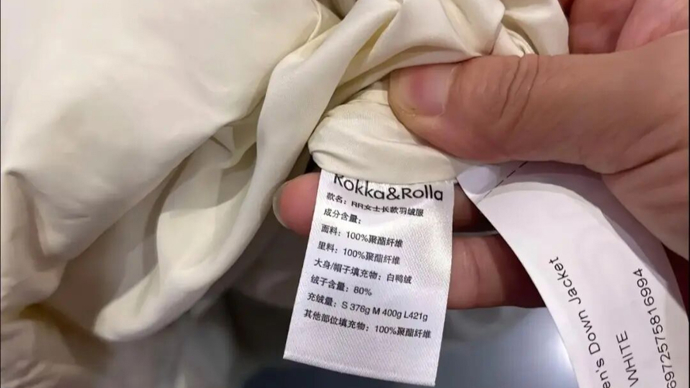 Rokka&Rolla
款名：RR女士长款羽绒服
成分含量：
面料：100%聚酯纤维
里料：100%聚酯纤维
大身/帽子填充物：白鸭绒
绒子含量：80%
充绒量：S 376g M 400g L421g
其他部位填充物：100%聚酯纤维
en's Down Jacket
WHITE
6972575816994